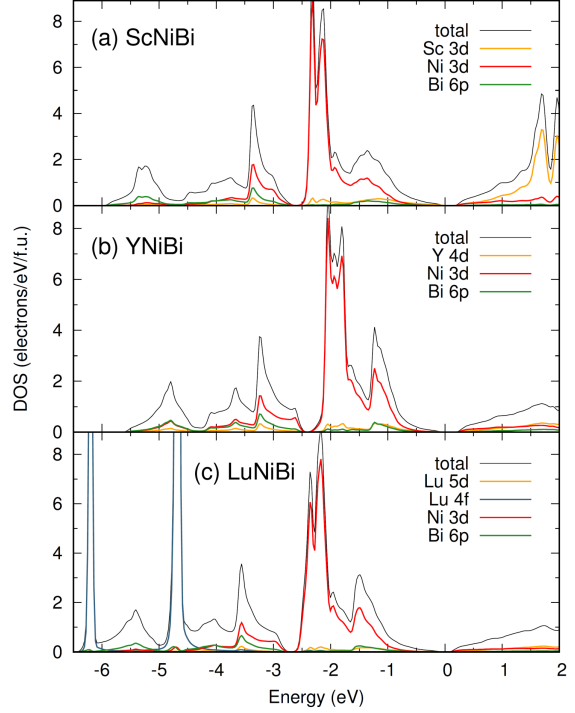 (a) ScNiBi
total
Sc 3d
Ni 3d
Bi 6p
8
6
4
2
0
(b) YNiBi
total
Y 4d
Ni 3d
Bi 6p
8
6
4
2
0
DOS (electrons/eV/f.u.)
(c) LuNiBi
total
Lu 5d
Lu 4f
Ni 3d
Bi 6p
8
6
4
2
0
-6 -5 -4 -3 -2 -1 0 1 2
Energy (eV)